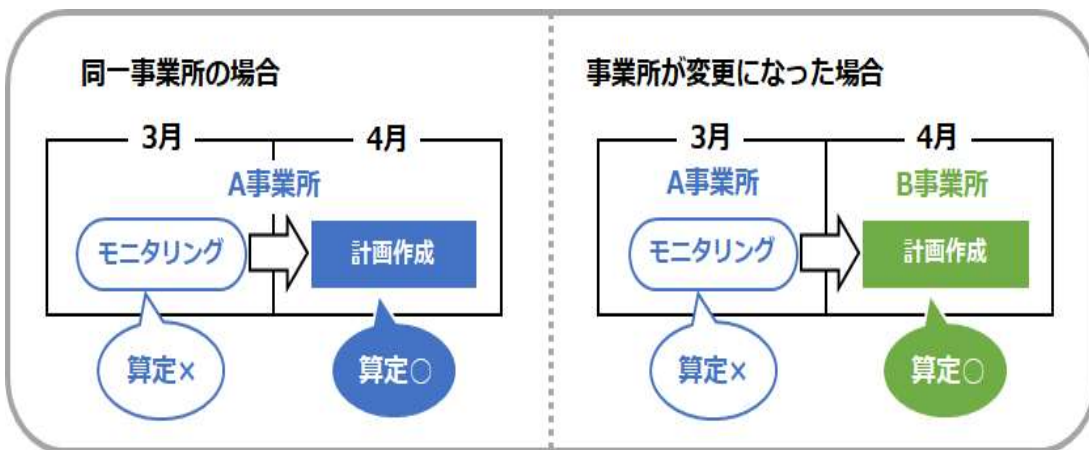 同一事業所の場合
3月
4月
A事業所
モニタリング
計画作成
算定×
算定○
事業所が変更になった場合
3月
4月
A事業所
B事業所
モニタリング
計画作成
算定×
算定○